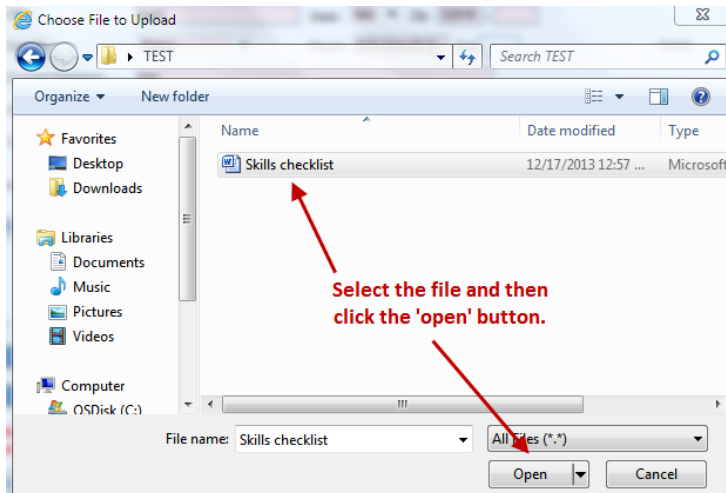 Choose File to Upload
TEST
Search TEST
Organize
New folder
Name
Date modified
Type
Favorites
Desktop
Downloads
Libraries
Documents
Music
Pictures
Videos
Computer
OSDisk (C:)
Skills checklist
12/17/2013 12:57 ...
Microsoft
Select the file and then
click the 'open' button.
File name:
Skills checklist
All Files (*.*)
Open
Cancel